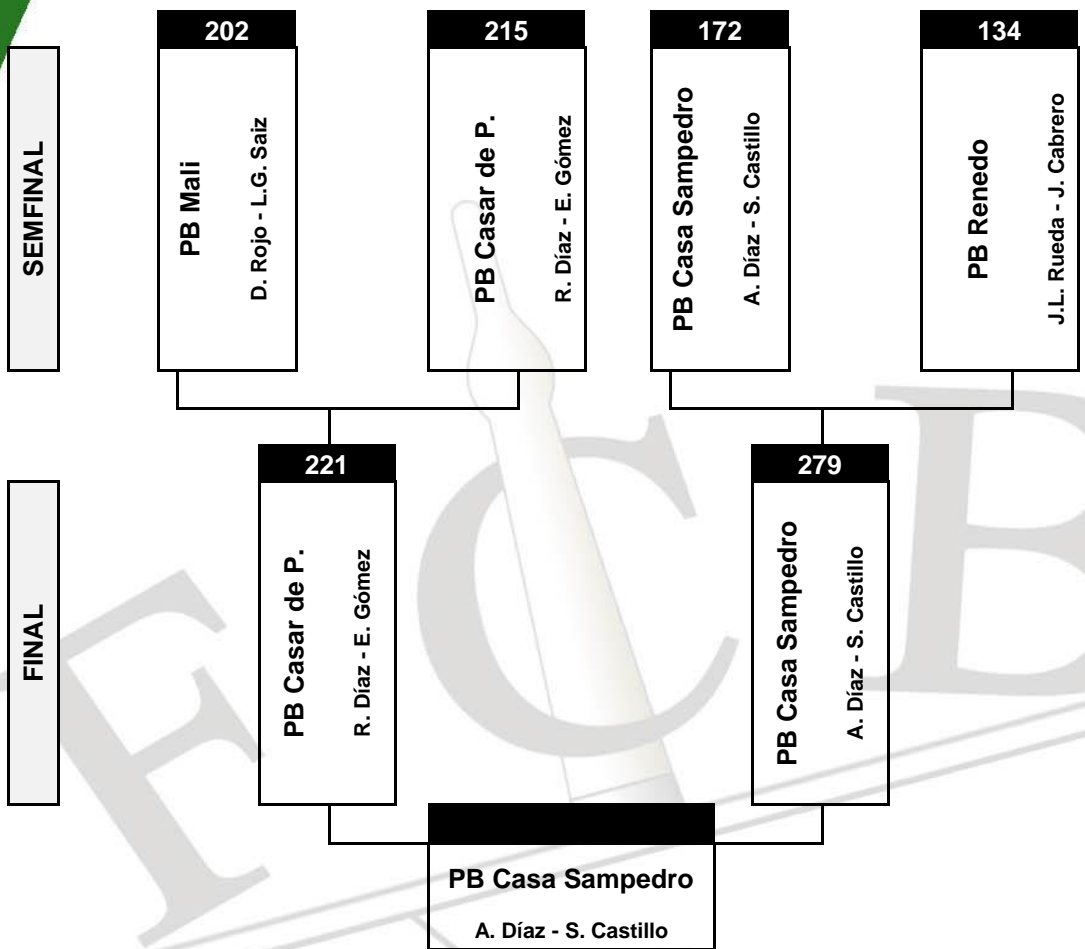 202
215
172
134
SEMFINAL
PB Mali
D. Rojo - L.G. Saiz
PB Casar de P.
R. Díaz - E. Gómez
PB Casa Sampedro
A. Díaz - S. Castillo
PB Renedo
J.L. Rueda - J. Cabrero
221
279
FINAL
PB Casar de P.
R. Díaz - E. Gómez
PB Casa Sampedro
A. Díaz - S. Castillo
PB Casa Sampedro
A. Díaz - S. Castillo
F C B